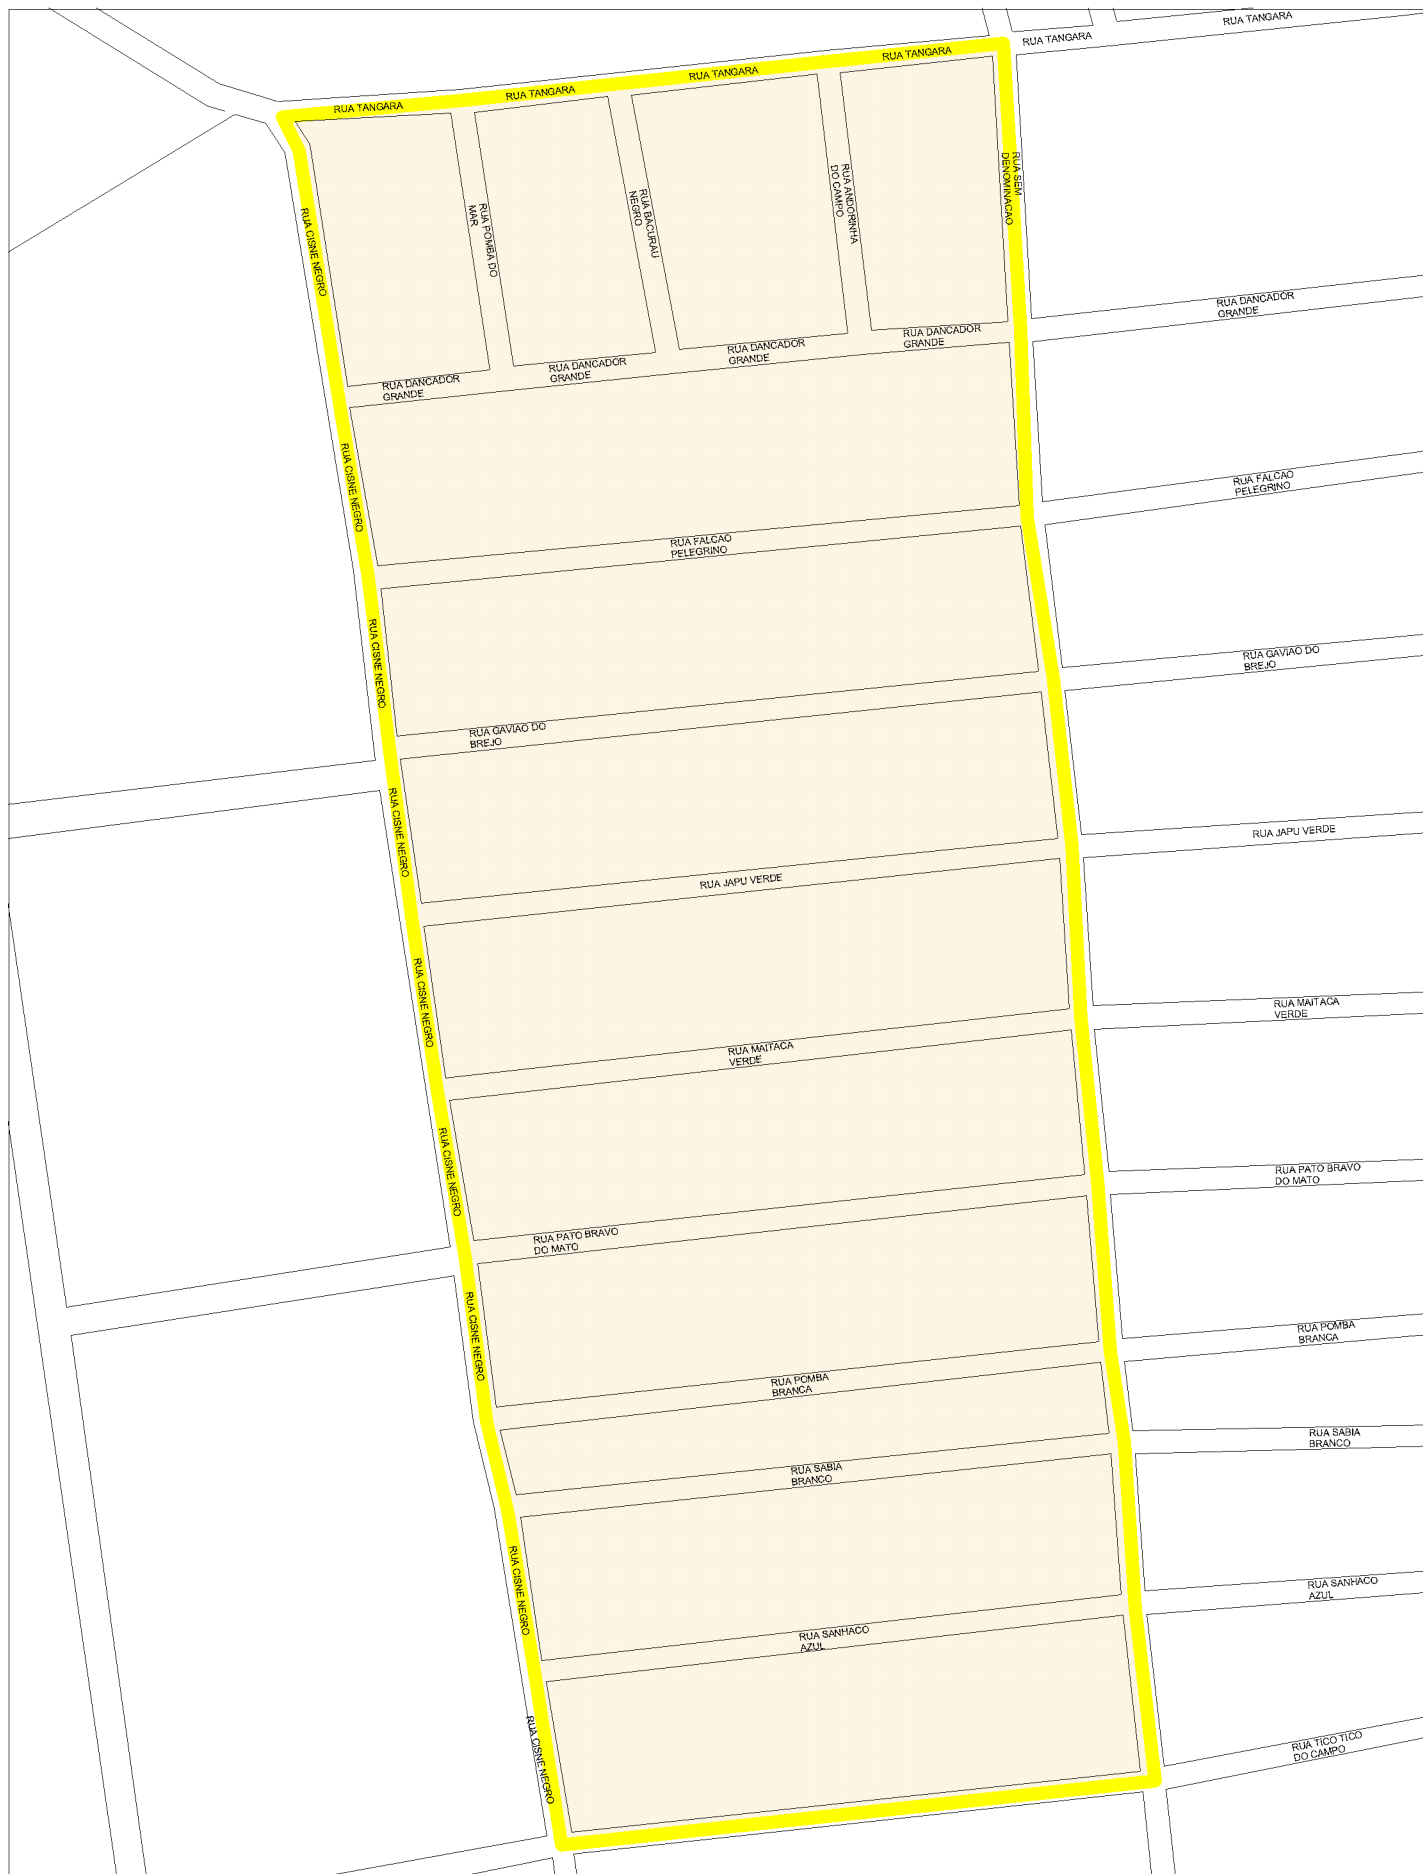 RUA TANGARA
RUA TANGARA
RUA TANGARA
RUA TANGARA
RUA TANGARA
RUA TANGARA
RUA SEM
DENOMINACAO
RUA ANDORINHA
DO CAMPO
RUA BACURAU
NEGRO
RUA POMBA DO
MAR
RUA CISNE NEGRO
RUA DANCADOR
GRANDE
RUA DANCADOR
GRANDE
RUA DANCADOR
GRANDE
RUA DANCADOR
GRANDE
RUA DANCADOR
GRANDE
RUA CISNE NEGRO
RUA FALCAO
PELEGRINO
RUA FALCAO
PELEGRINO
RUA CISNE NEGRO
RUA GAVIAO DO
BREJO
RUA GAVIAO DO
BREJO
RUA CISNE NEGRO
RUA JAPU VERDE
RUA JAPU VERDE
RUA CISNE NEGRO
RUA MAITACA
VERDE
RUA MAITACA
VERDE
RUA CISNE NEGRO
RUA PATO BRAVO
DO MATO
RUA PATO BRAVO
DO MATO
RUA CISNE NEGRO
RUA POMBA
BRANCA
RUA POMBA
BRANCA
RUA SABIA
BRANCO
RUA SABIA
BRANCO
RUA CISNE NEGRO
RUA SANHACO
AZUL
RUA SANHACO
AZUL
RUA CISNE NEGRO
RUA TICO TICO
DO CAMPO